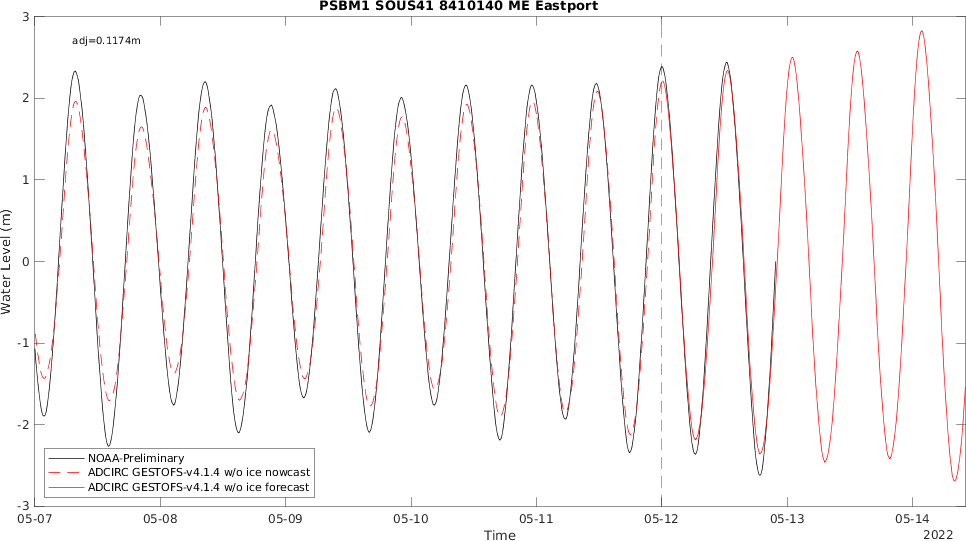 PSBM1 SOUS41 8410140 ME Eastport
adj=0.1174m
3
2
1
0
-1
-2
-3
Water Level (m)
NOAA-Preliminary
ADCIRC GESTOFS-v4.1.4 w/o ice nowcast
ADCIRC GESTOFS-v4.1.4 w/o ice forecast
05-07 05-08 05-09 05-10 05-11 05-12 05-13 05-14
Time
2022